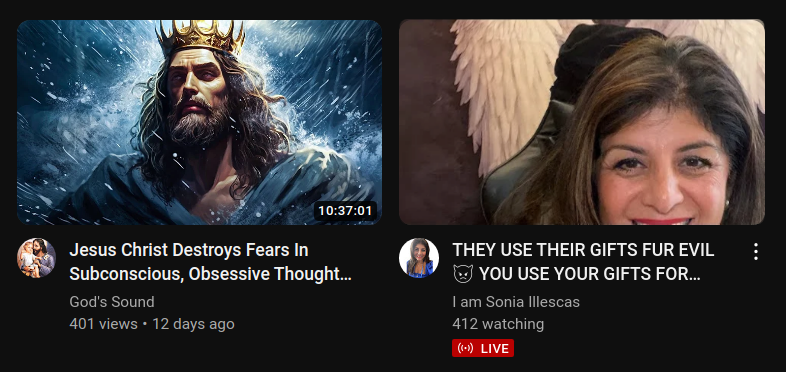 10:37:01
Jesus Christ Destroys Fears In
Subconscious, Obsessive Thought...
God's Sound
401 views • 12 days ago
THEY USE THEIR GIFTS FUR EVIL
😈 YOU USE YOUR GIFTS FOR...
I am Sonia Illescas
412 watching
LIVE